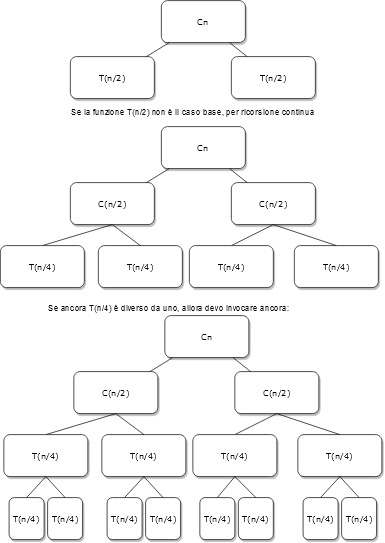 Cn
T(n/2) T(n/2)
Se la funzione T(n/2) non è il caso base, per ricorsione continua
Cn
C(n/2) C(n/2)
T(n/4) T(n/4) T(n/4) T(n/4)
Se ancora T(n/4) è diverso da uno, allora devo invocare ancora:
Cn
C(n/2) C(n/2)
T(n/4) T(n/4) T(n/4) T(n/4)
T(n/4) T(n/4) T(n/4) T(n/4) T(n/4) T(n/4) T(n/4) T(n/4)